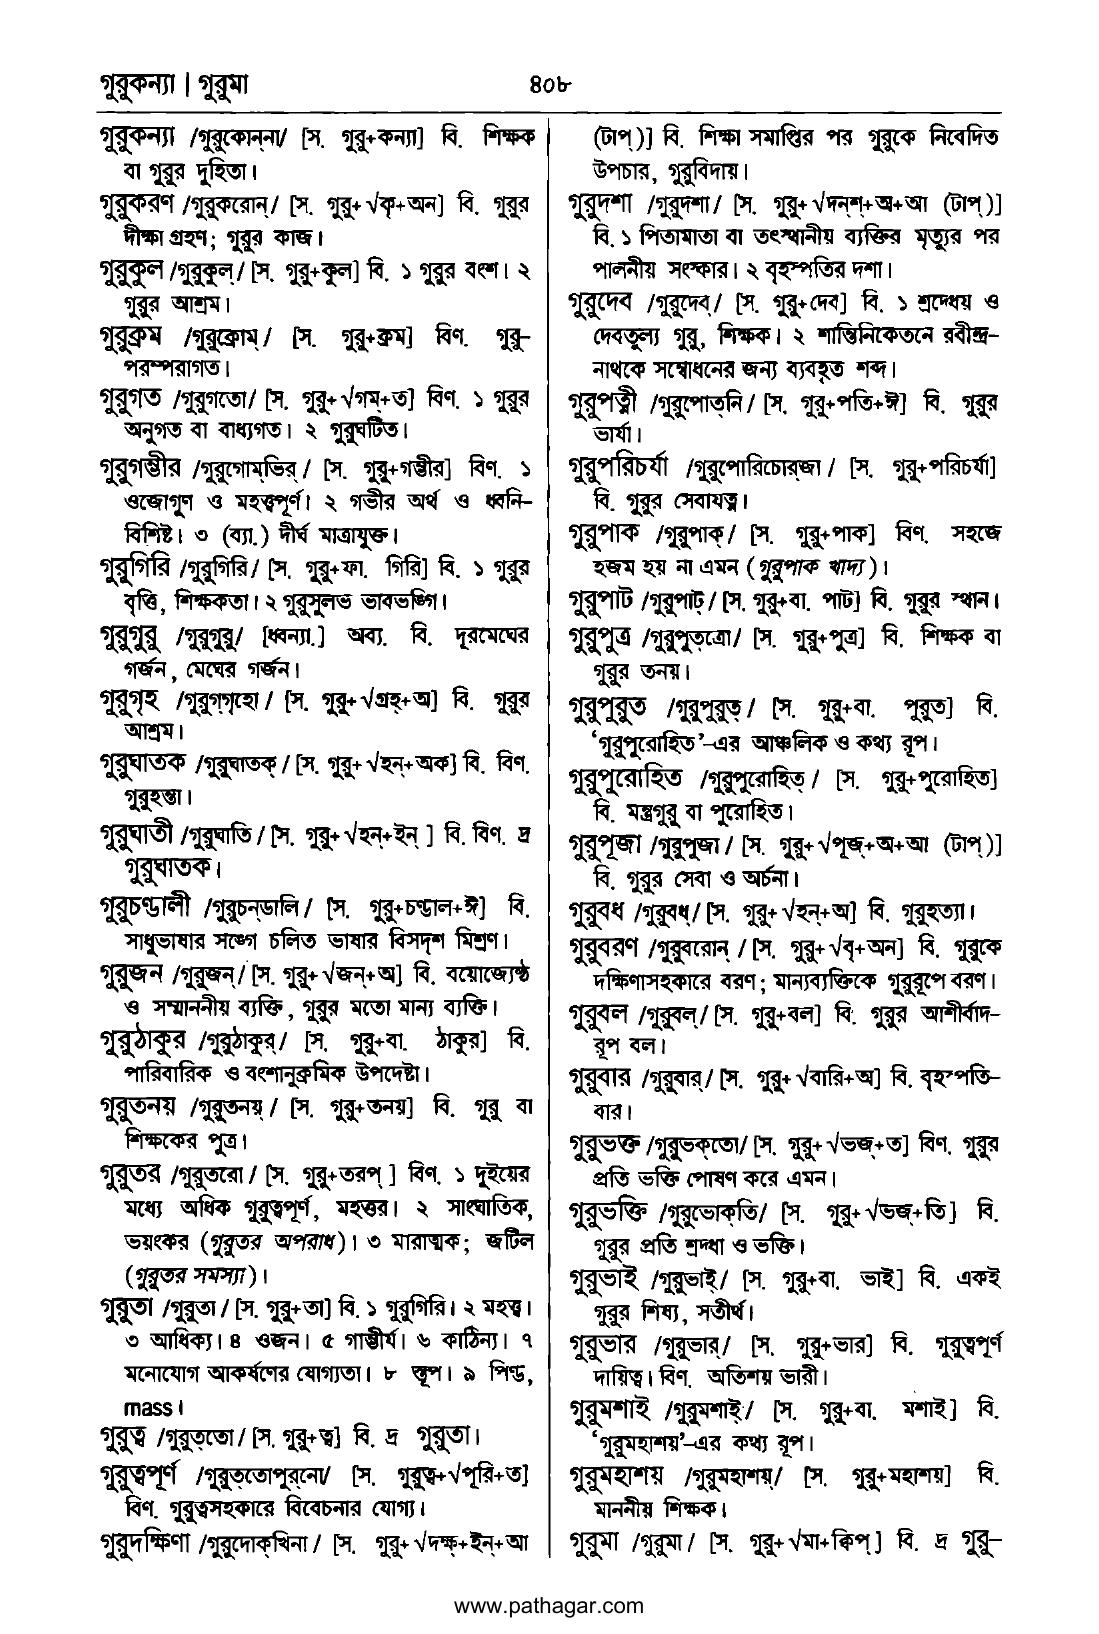 গুরুকন্যা | গুরুমা
৪০৮
গুরুকন্যা /গুরুকোন্‌না/ [স. গুরু+কন্যা] বি. শিক্ষক
বা গুরুর দুহিতা।
গুরুকরণ /গুরুকরোন্/ [স. গুরু+√কৃ+অন] বি. গুরুর
দীক্ষা গ্রহণ; গুরুর কাজ।
গুরুকুল /গুরুকুল্/ [স. গুরু+কুল] বি. ১ গুরুর বংশ। ২
গুরুর আশ্রম।
গুরুক্রম /গুরুক্রোম্/ [স. গুরু+ক্রম] বিণ. গুরু-
পরম্পরাগত।
গুরুগত /গুরুগতো/ [স. গুরু+√গম্+ত] বিণ. ১ গুরুর
অনুগত বা বাধ্যগত। ২ গুরুঘটিত।
গুরুগম্ভীর /গুরুগোম্‌ভির্/ [স. গুরু+গম্ভীর] বিণ. ১
ওজোগুণ ও মহত্ত্বপূর্ণ। ২ গভীর অর্থ ও ধ্বনি-
বিশিষ্ট। ৩ (ব্যা.) দীর্ঘ মাত্রাযুক্ত।
গুরুগিরি /গুরুগিরি/ [স. গুরু+ফা. গিরি] বি. ১ গুরুর
বৃত্তি, শিক্ষকতা। ২ গুরুসুলভ ভাবভঙ্গি।
গুরুগুরু /গুরুগুরু/ [ধ্বন্যা.] অব্য. বি. দূরমেঘের
গর্জন, মেঘের গর্জন।
গুরুগৃহ /গুরুগ্‌গৃহো/ [স. গুরু+√গ্রহ্+অ] বি. গুরুর
আশ্রম।
গুরুঘাতক /গুরুঘাতক্/ [স. গুরু+√হন্+অক] বি. বিণ.
গুরুহন্তা।
গুরুঘাতী /গুরুঘাতি/ [স. গুরু+√হন্+ইন্] বি. বিণ. দ্র
গুরুঘাতক।
গুরুচণ্ডালী /গুরুচন্‌ডালি/ [স. গুরু+চণ্ডাল+ঈ] বি.
সাধুভাষার সঙ্গে চলিত ভাষার বিসদৃশ মিশ্রণ।
গুরুজন /গুরুজন্/ [স. গুরু+√জন্+অ] বি. বয়োজ্যেষ্ঠ
ও সম্মাননীয় ব্যক্তি, গুরুর মতো মান্য ব্যক্তি।
গুরুঠাকুর /গুরুঠাকুর্/ [স. গুরু+বা. ঠাকুর] বি.
পারিবারিক ও বংশানুক্রমিক উপদেষ্টা।
গুরুতনয় /গুরুতনয়্/ [স. গুরু+তনয়] বি. গুরু বা
শিক্ষকের পুত্র।
গুরুতর /গুরুতরো/ [স. গুরু+তরপ্] বিণ. ১ দুইয়ের
মধ্যে অধিক গুরুত্বপূর্ণ, মহত্তর। ২ সাংঘাতিক,
ভয়ংকর (গুরুতর অপরাধ)। ৩ মারাত্মক; জটিল
(গুরুতর সমস্যা)।
গুরুতা /গুরুতা/ [স. গুরু+তা] বি. ১ গুরুগিরি। ২ মহত্ত্ব।
৩ আধিক্য। ৪ ওজন। ৫ গাম্ভীর্য। ৬ কাঠিন্য। ৭
মনোযোগ আকর্ষণের যোগ্যতা। ৮ স্তূপ। ৯ পিণ্ড,
mass।
গুরুত্ব /গুরুত্‌তো/ [স. গুরু+ত্ব] বি. দ্র গুরুতা।
গুরুত্বপূর্ণ /গুরুত্‌তোপুর্‌নো/ [স. গুরুত্ব+√পূরি+ত]
বিণ. গুরুত্বসহকারে বিবেচনার যোগ্য।
গুরুদক্ষিণা /গুরুদোক্‌খিনা/ [স. গুরু+√দক্ষ্+ইন্+আ
(টাপ্)] বি. শিক্ষা সমাপ্তির পর গুরুকে নিবেদিত
উপচার, গুরুবিদায়।
গুরুদশা /গুরুদশা/ [স. গুরু+√দন্‌শ্+অ+আ (টাপ্)]
বি. ১ পিতামাতা বা তৎস্থানীয় ব্যক্তির মৃত্যুর পর
পালনীয় সংস্কার। ২ বৃহস্পতির দশা।
গুরুদেব /গুরুদেব্/ [স. গুরু+দেব] বি. ১ শ্রদ্ধেয় ও
দেবতুল্য গুরু, শিক্ষক। ২ শান্তিনিকেতনে রবীন্দ্র-
নাথকে সম্বোধনের জন্য ব্যবহৃত শব্দ।
গুরুপত্নী /গুরুপোত্‌নি/ [স. গুরু+পতি+ঈ] বি. গুরুর
ভার্যা।
গুরুপরিচর্যা /গুরুপোরিচোর্‌জা/ [স. গুরু+পরিচর্যা]
বি. গুরুর সেবাযত্ন।
গুরুপাক /গুরুপাক্/ [স. গুরু+পাক] বিণ. সহজে
হজম হয় না এমন (গুরুপাক খাদ্য)।
গুরুপাট /গুরুপাট্/ [স. গুরু+বা. পাট] বি. গুরুর স্থান।
গুরুপুত্র /গুরুপুত্‌ত্রো/ [স. গুরু+পুত্র] বি. শিক্ষক বা
গুরুর তনয়।
গুরুপুরুত /গুরুপুরুত্/ [স. গুরু+বা. পুরুত] বি.
‘গুরুপুরোহিত’-এর আঞ্চলিক ও কথ্য রূপ।
গুরুপুরোহিত /গুরুপুরোহিত্/ [স. গুরু+পুরোহিত]
বি. মন্ত্রগুরু বা পুরোহিত।
গুরুপূজা /গুরুপুজা/ [স. গুরু+√পূজ্+অ+আ (টাপ্)]
বি. গুরুর সেবা ও অর্চনা।
গুরুবধ /গুরুবধ্/ [স. গুরু+√হন্+অ] বি. গুরুহত্যা।
গুরুবরণ /গুরুবরোন্/ [স. গুরু+√বৃ+অন] বি. গুরুকে
দক্ষিণাসহকারে বরণ; মান্যব্যক্তিকে গুরুরূপে বরণ।
গুরুবল /গুরুবল্/ [স. গুরু+বল] বি. গুরুর আশীর্বাদ-
রূপ বল।
গুরুবার /গুরুবার্/ [স. গুরু+√বারি+অ] বি. বৃহস্পতি-
বার।
গুরুভক্ত /গুরুভক্‌তো/ [স. গুরু+√ভজ্+ত] বিণ. গুরুর
প্রতি ভক্তি পোষণ করে এমন।
গুরুভক্তি /গুরুভোক্‌তি/ [স. গুরু+√ভজ্+তি] বি.
গুরুর প্রতি শ্রদ্ধা ও ভক্তি।
গুরুভাই /গুরুভাই্/ [স. গুরু+বা. ভাই] বি. একই
গুরুর শিষ্য, সতীর্থ।
গুরুভার /গুরুভার্/ [স. গুরু+ভার] বি. গুরুত্বপূর্ণ
দায়িত্ব। বিণ. অতিশয় ভারী।
গুরুমশাই /গুরুমশাই্/ [স. গুরু+বা. মশাই] বি.
‘গুরুমহাশয়’-এর কথ্য রূপ।
গুরুমহাশয় /গুরুমহাশয়্/ [স. গুরু+মহাশয়] বি.
মাননীয় শিক্ষক।
গুরুমা /গুরুমা/ [স. গুরু+√মা+ক্বিপ্] বি. দ্র গুরু-
www.pathagar.com